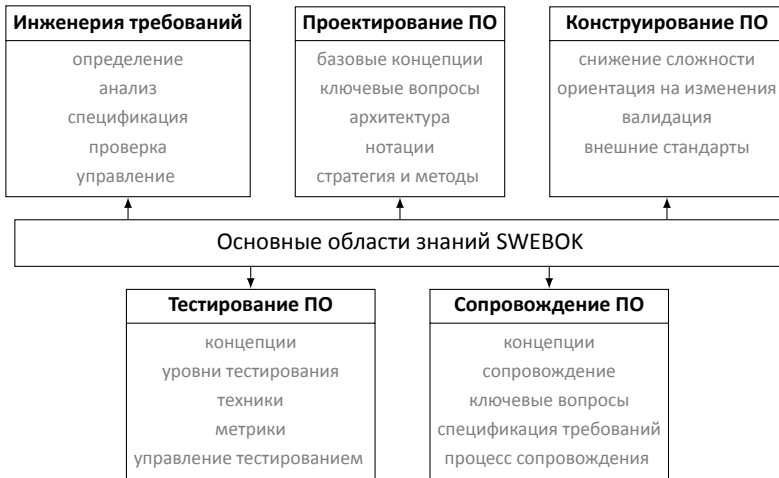 Инженерия требований
определение
анализ
спецификация
проверка
управление
Проектирование ПО
базовые концепции
ключевые вопросы
архитектура
нотации
стратегия и методы
Конструирование ПО
снижение сложности
ориентация на изменения
валидация
внешние стандарты
Основные области знаний SWEBOK
Тестирование ПО
концепции
уровни тестирования
техники
метрики
управление тестированием
Сопровождение ПО
концепции
сопровождение
ключевые вопросы
спецификация требований
процесс сопровождения